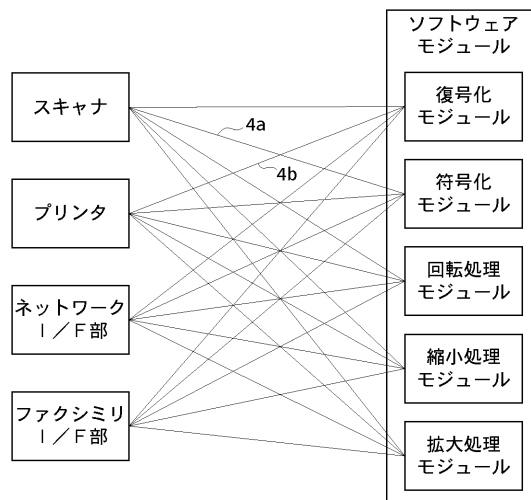 ソフトウェア
モジュール
スキャナ
プリンタ
ネットワーク
I／F部
ファクシミリ
I／F部
4a
4b
復号化
モジュール
符号化
モジュール
回転処理
モジュール
縮小処理
モジュール
拡大処理
モジュール